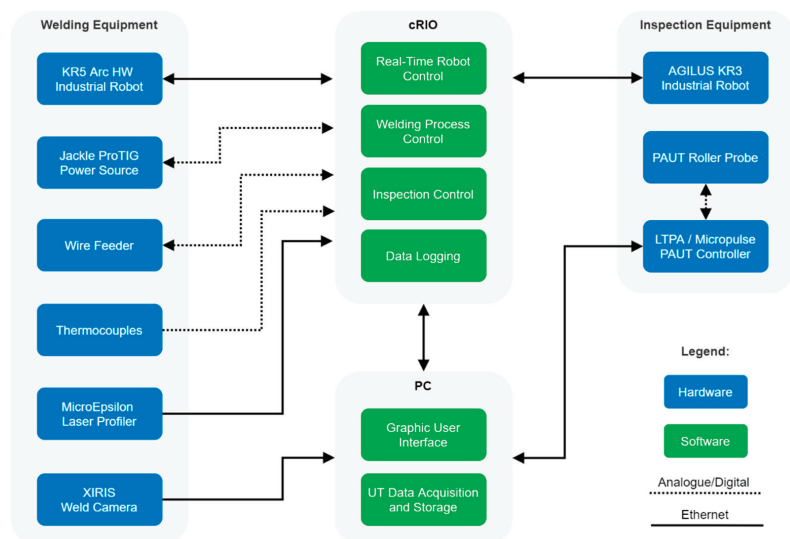 Welding Equipment
KR5 Arc HW
Industrial Robot
Jackle ProTIG
Power Source
Wire Feeder
Thermocouples
MicroEpsilon
Laser Profiler
XIRIS
Weld Camera
cRIO
Real-Time Robot
Control
Welding Process
Control
Inspection Control
Data Logging
PC
Graphic User
Interface
UT Data Acquisition
and Storage
Inspection Equipment
AGILUS KR3
Industrial Robot
PAUT Roller Probe
LTPA / Micropulse
PAUT Controller
Legend:
Hardware
Software
Analogue/Digital
Ethernet